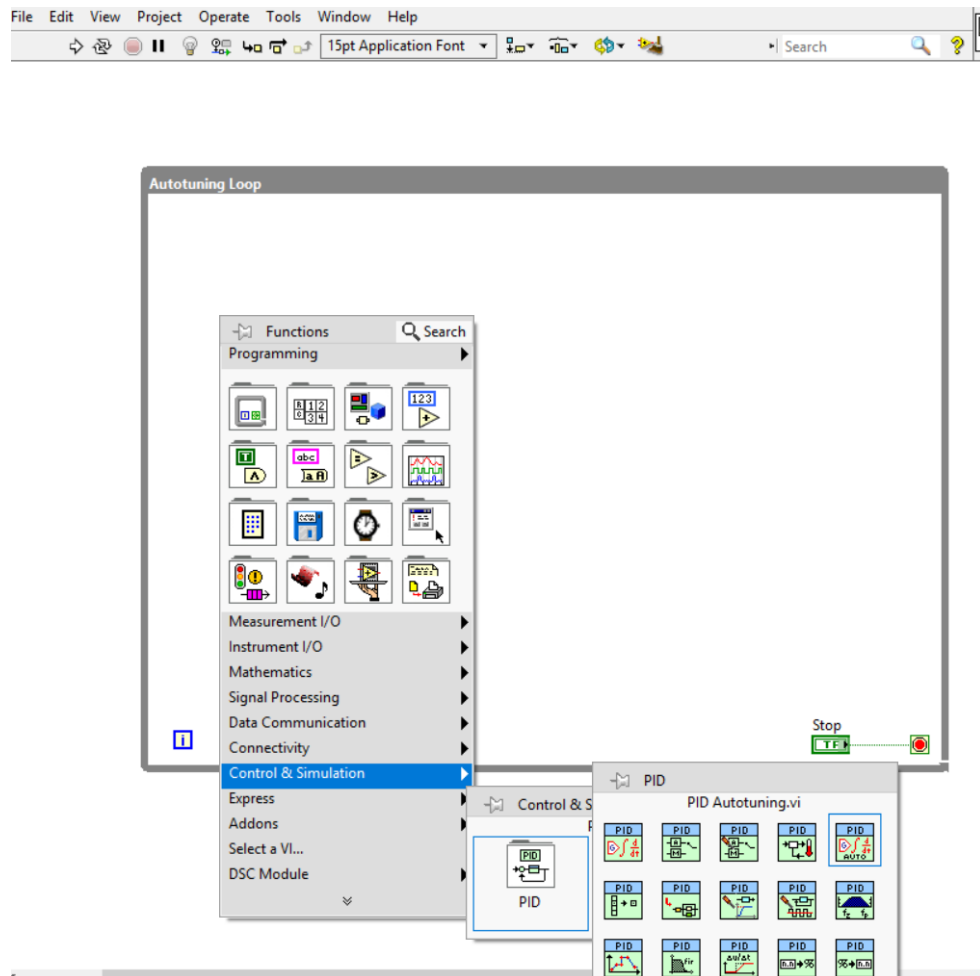 File Edit View Project Operate Tools Window Help
15pt Application Font
Search
Autotuning Loop
Functions Search
Programming
123
abc
Measurement I/O
Instrument I/O
Mathematics
Signal Processing
Data Communication
Connectivity
Control & Simulation
Express
Addons
Select a VI...
DSC Module
i
Stop
TF
Control & S
PID
PID
PID
PID Autotuning.vi
PID PID PID PID PID
AUTO
PID PID PID PID PID
PID PID PID PID PID